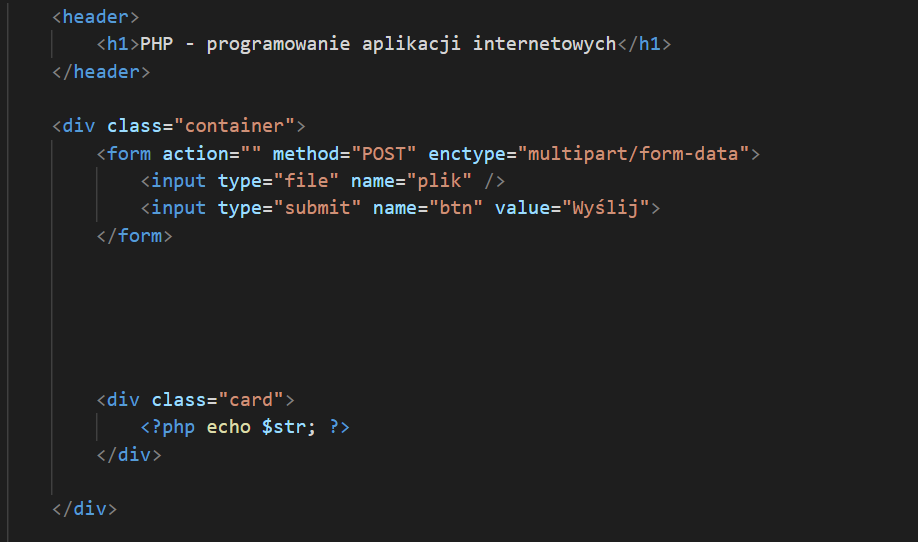 <header>
<h1>PHP - programowanie aplikacji internetowych</h1>
</header>
<div class="container">
<form action="" method="POST" enctype="multipart/form-data">
<input type="file" name="plik" />
<input type="submit" name="btn" value="Wyślij">
</form>
<div class="card">
<?php echo $str; ?>
</div>
</div>